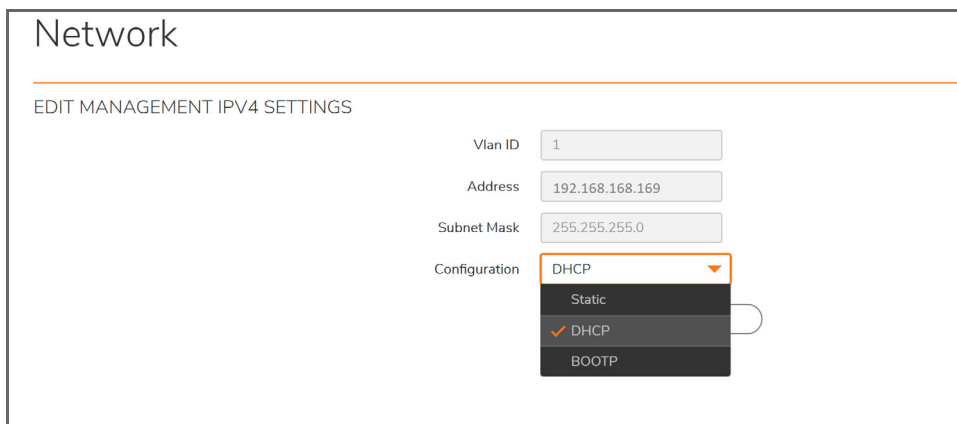 Network
EDIT MANAGEMENT IPV4 SETTINGS
Vlan ID 1
Address 192.168.168.169
Subnet Mask 255.255.255.0
Configuration DHCP
Static
DHCP
BOOTP